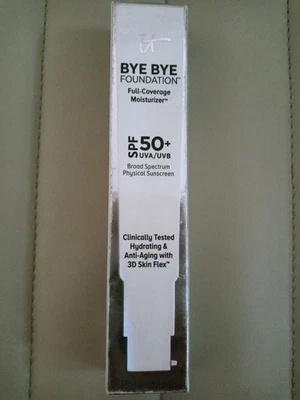 iT
BYE BYE
FOUNDATION™
Full-Coverage
Moisturizer™
SPF 50+
UVA/UVB
Broad Spectrum
Physical Sunscreen
Clinically Tested
Hydrating &
Anti-Aging with
3D Skin Flex™